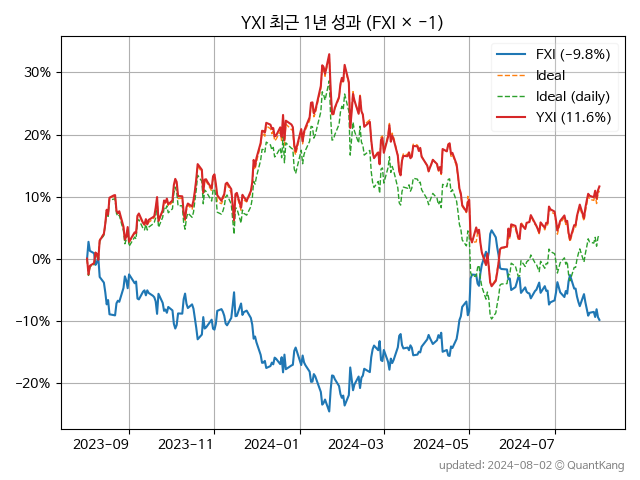 YXI 최근 1년 성과 (FXI × -1)
FXI (-9.8%)
Ideal
Ideal (daily)
YXI (11.6%)
30%
20%
10%
0%
-10%
-20%
2023-09 2023-11 2024-01 2024-03 2024-05 2024-07
updated: 2024-08-02 © QuantKang